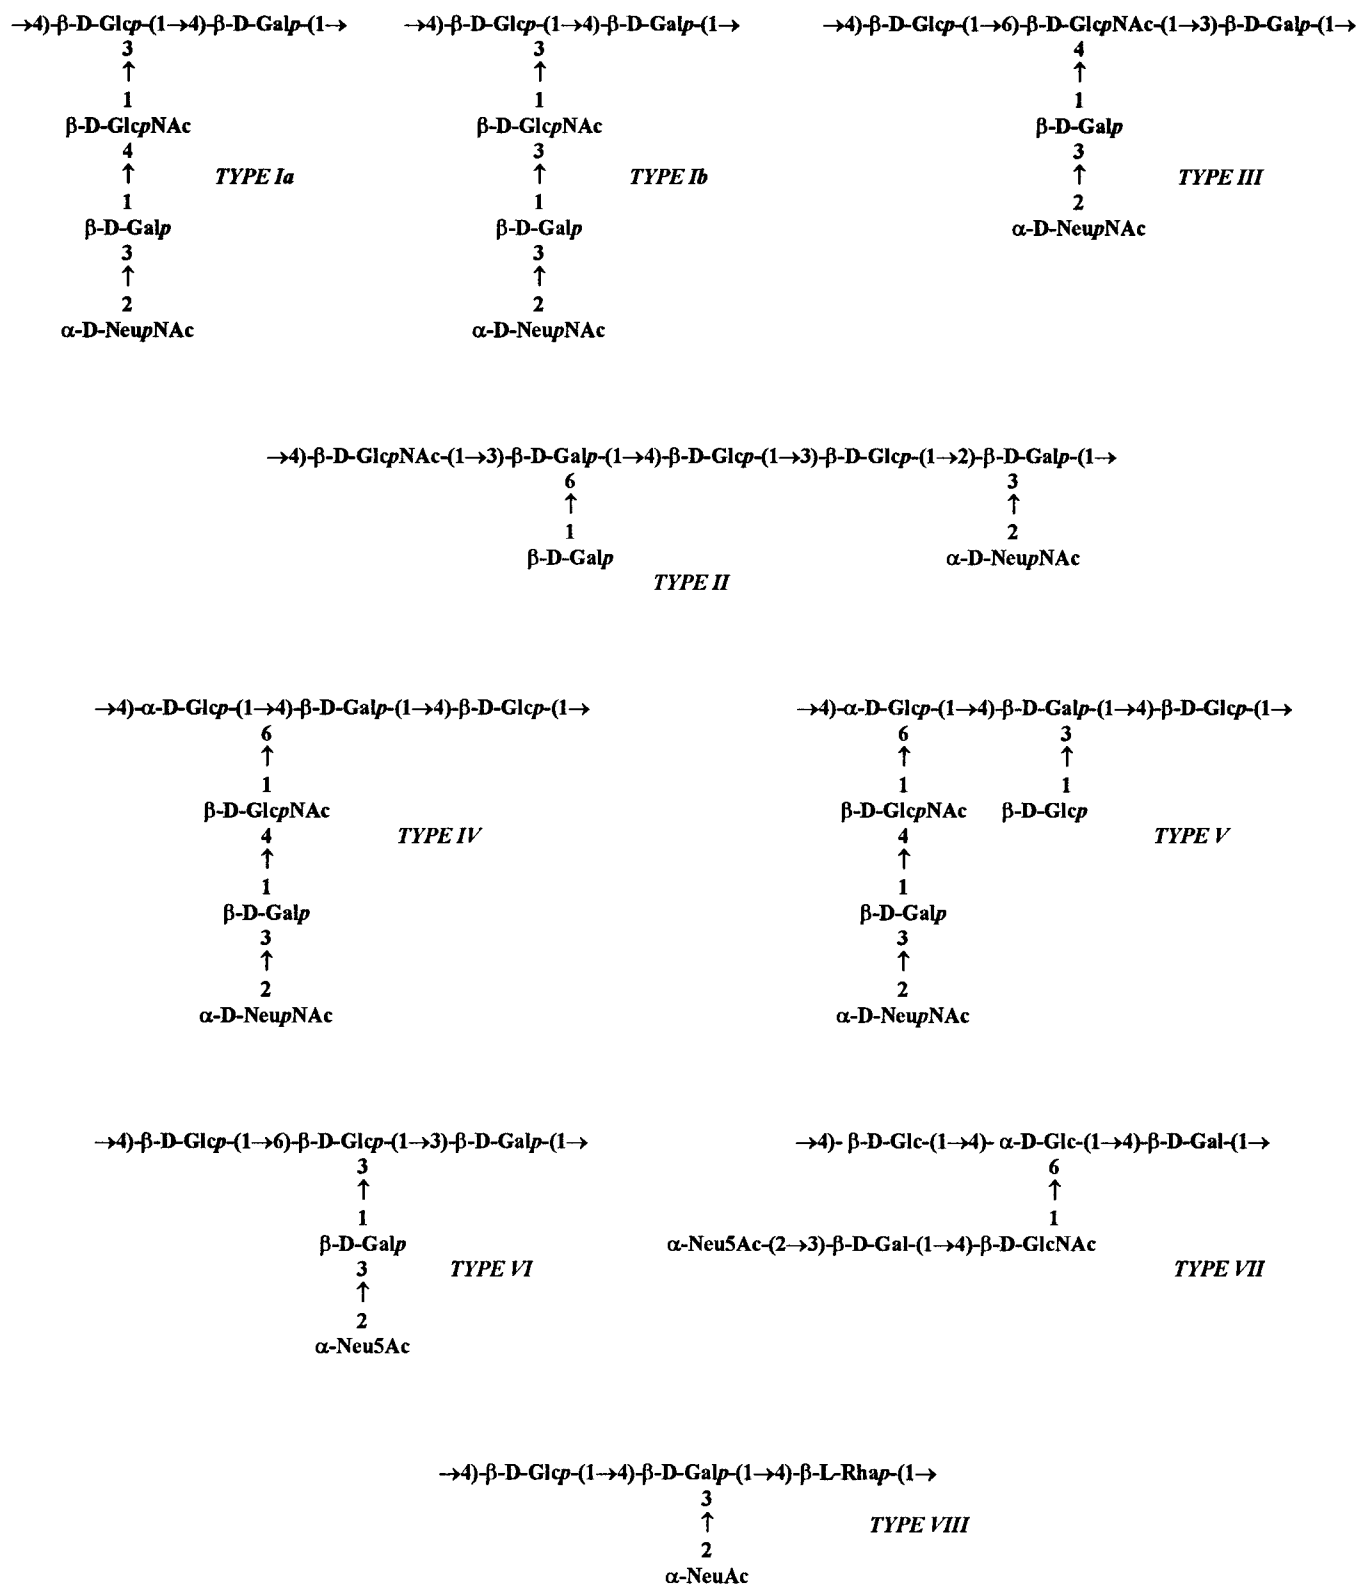 →4)-β-D-Glcp-(1→4)-β-D-Galp-(1→
3
↑
1
β-D-GlcpNAc
4
↑
1
β-D-Galp
3
↑
2
α-D-NeupNAc
TYPE Ia
→4)-β-D-Glcp-(1→4)-β-D-Galp-(1→
3
↑
1
β-D-GlcpNAc
3
↑
1
β-D-Galp
3
↑
2
α-D-NeupNAc
TYPE Ib
→4)-β-D-Glcp-(1→6)-β-D-GlcpNAc-(1→3)-β-D-Galp-(1→
4
↑
1
β-D-Galp
3
↑
2
α-D-NeupNAc
TYPE III
→4)-β-D-GlcpNAc-(1→3)-β-D-Galp-(1→4)-β-D-Glcp-(1→3)-β-D-Glcp-(1→2)-β-D-Galp-(1→
6 3
↑ ↑
1 2
β-D-Galp α-D-NeupNAc
TYPE II
→4)-α-D-Glcp-(1→4)-β-D-Galp-(1→4)-β-D-Glcp-(1→
6
↑
1
β-D-GlcpNAc
4
↑
1
β-D-Galp
3
↑
2
α-D-NeupNAc
TYPE IV
→4)-α-D-Glcp-(1→4)-β-D-Galp-(1→4)-β-D-Glcp-(1→
6 3
↑ ↑
1 1
β-D-GlcpNAc β-D-Glcp
4
↑
1
β-D-Galp
3
↑
2
α-D-NeupNAc
TYPE V
→4)-β-D-Glcp-(1→6)-β-D-Glcp-(1→3)-β-D-Galp-(1→
3
↑
1
β-D-Galp
3
↑
2
α-Neu5Ac
TYPE VI
→4)- β-D-Glc-(1→4)- α-D-Glc-(1→4)-β-D-Gal-(1→
6
↑
1
α-Neu5Ac-(2→3)-β-D-Gal-(1→4)-β-D-GlcNAc
TYPE VII
→4)-β-D-Glcp-(1→4)-β-D-Galp-(1→4)-β-L-Rhap-(1→
3
↑
2
α-NeuAc
TYPE VIII